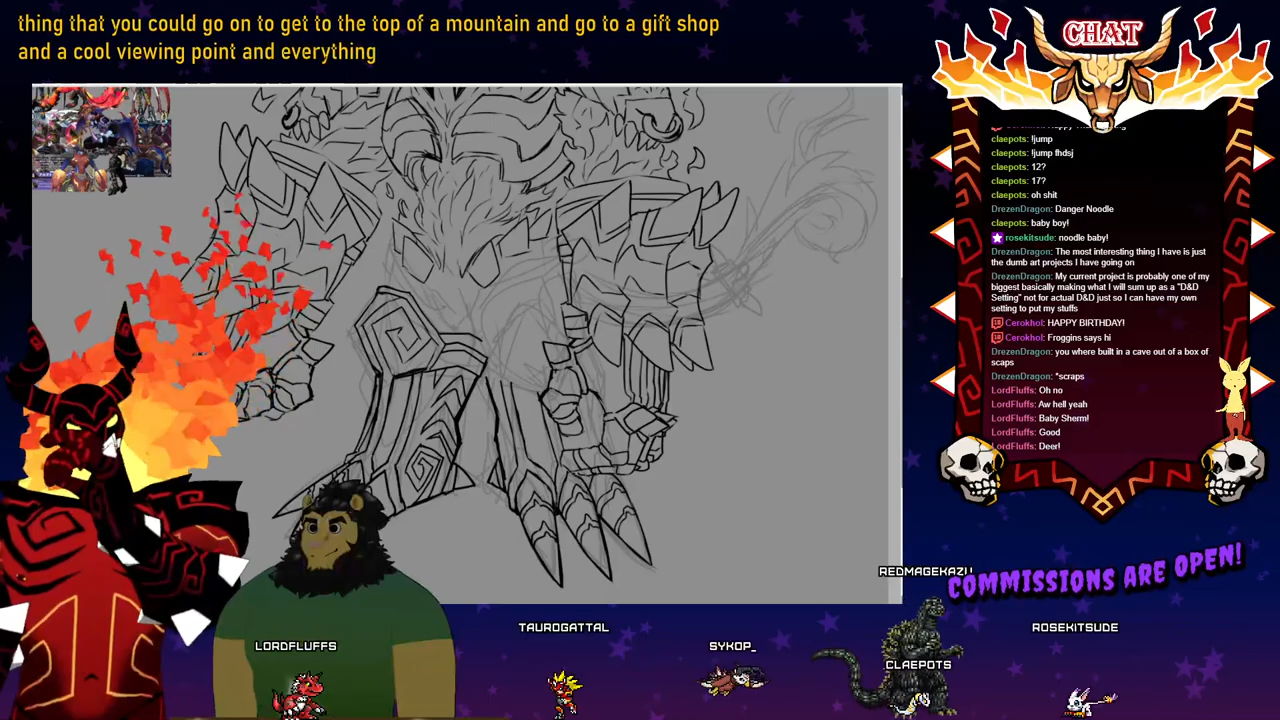 thing that you could go on to get to the top of a mountain and go to a gift shop
and a cool viewing point and everything
CHAT
claepots: !jump
claepots: !jump fhdsj
claepots: 12?
claepots: 17?
claepots: oh shit
DrezenDragon: Danger Noodle
claepots: baby boy!
rosekitsude: noodle baby!
DrezenDragon: The most interesting thing I have is just
the dumb art projects I have going on
DrezenDragon: My current project is probably one of my
biggest basically making what I will sum up as a "D&D
Setting" not for actual D&D just so I can have my own
setting to put my stuffs
Cerokhol: HAPPY BIRTHDAY!
Cerokhol: Froggins says hi
DrezenDragon: you where built in a cave out of a box of
scaps
DrezenDragon: *scraps
LordFluffs: Oh no
LordFluffs: Aw hell yeah
LordFluffs: Baby Sherm!
LordFluffs: Good
LordFluffs: Deer!
COMMISSIONS ARE OPEN!
REDMAGEKAZU
LORDFLUFFS
TAUROGATTAL
SYKOP_
CLAEPOTS
ROSEKITSUDE